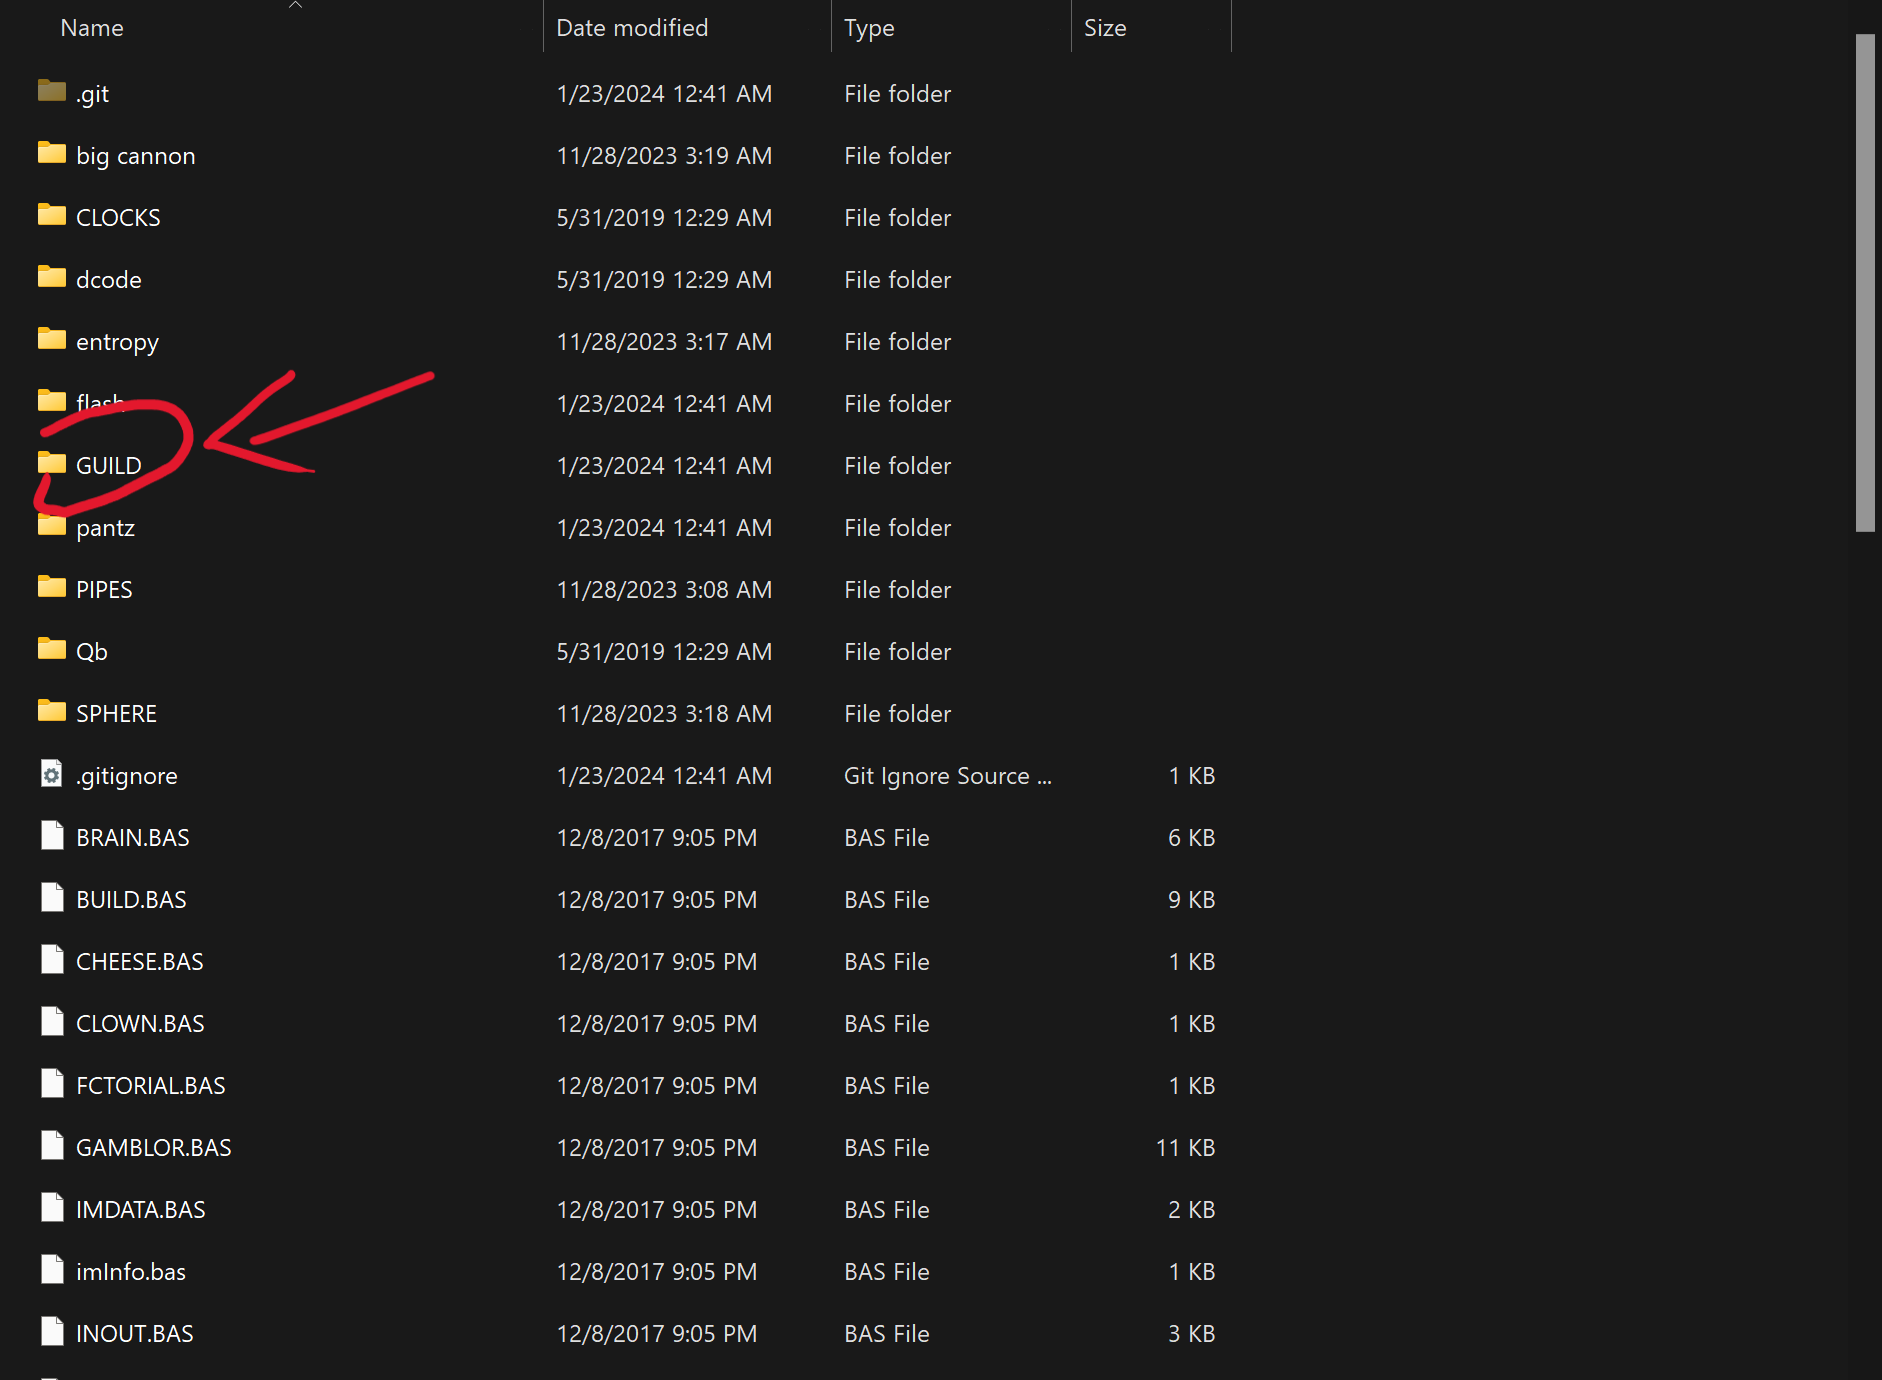 Name Date modified Type Size
.git 1/23/2024 12:41 AM File folder
big cannon 11/28/2023 3:19 AM File folder
CLOCKS 5/31/2019 12:29 AM File folder
dcode 5/31/2019 12:29 AM File folder
entropy 11/28/2023 3:17 AM File folder
flash 1/23/2024 12:41 AM File folder
GUILD 1/23/2024 12:41 AM File folder
pantz 1/23/2024 12:41 AM File folder
PIPES 11/28/2023 3:08 AM File folder
Qb 5/31/2019 12:29 AM File folder
SPHERE 11/28/2023 3:18 AM File folder
.gitignore 1/23/2024 12:41 AM Git Ignore Source ... 1 KB
BRAIN.BAS 12/8/2017 9:05 PM BAS File 6 KB
BUILD.BAS 12/8/2017 9:05 PM BAS File 9 KB
CHEESE.BAS 12/8/2017 9:05 PM BAS File 1 KB
CLOWN.BAS 12/8/2017 9:05 PM BAS File 1 KB
FCTORIAL.BAS 12/8/2017 9:05 PM BAS File 1 KB
GAMBLOR.BAS 12/8/2017 9:05 PM BAS File 11 KB
IMDATA.BAS 12/8/2017 9:05 PM BAS File 2 KB
imInfo.bas 12/8/2017 9:05 PM BAS File 1 KB
INOUT.BAS 12/8/2017 9:05 PM BAS File 3 KB